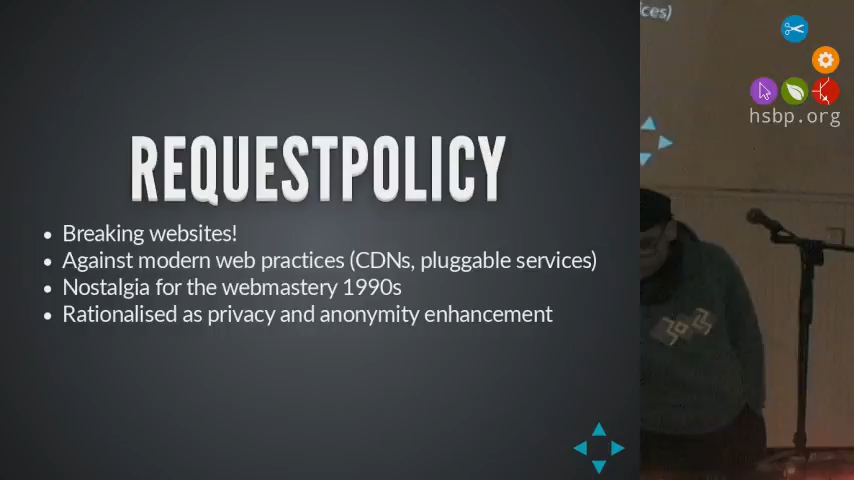 REQUESTPOLICY
Breaking websites!
Against modern web practices (CDNs, pluggable services)
Nostalgia for the webmastery 1990s
Rationalised as privacy and anonymity enhancement
ices)
hsbp.org